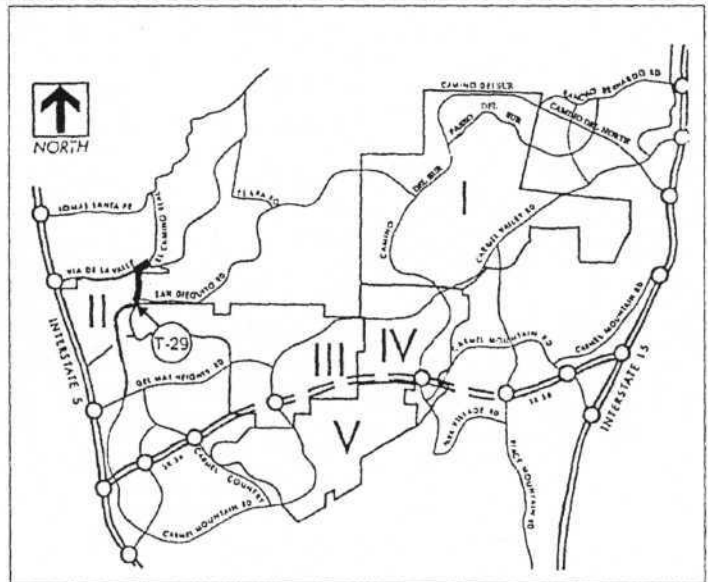 NORTH
LOMAS SANTA FE
VIA DE LA VALLE
EL CAMINO REAL
SAN DIEGUITO RD
II
T-29
INTERSTATE 5
DEL MAR HEIGHTS RD
SR 56
CARMEL COUNTRY
CARMEL MOUNTAIN RD
III
IV
V
I
CAMINO DEL SUR
PASEO DEL SUR
CAMINO DEL NORTE
RANCHO BERNARDO RD
CAMINO DEL SUR
CARMEL VALLEY RD
CARMEL MOUNTAIN RD
CARMEL MOUNTAIN RD
SR 56
INTERSTATE 15